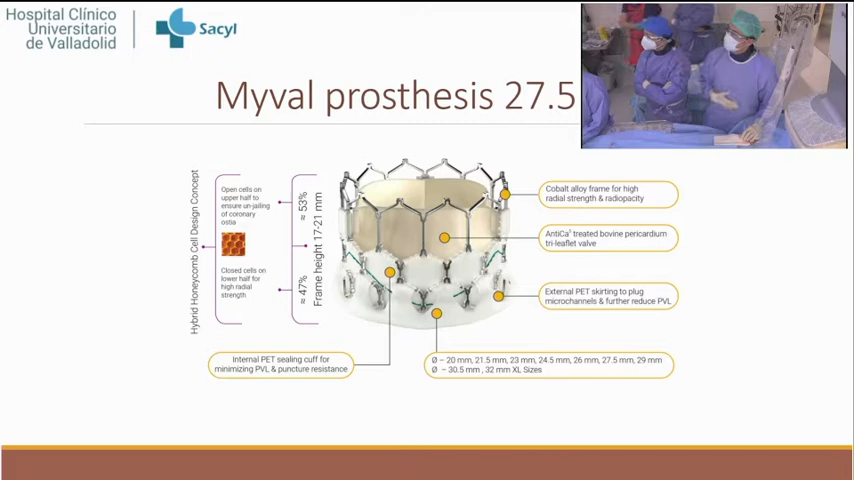 Hospital Clínico
Universitario
de Valladolid
Sacyl
Myval prosthesis 27.5
Hybrid Honeycomb Cell Design Concept
Open cells on
upper half to
ensure un-jailing
of coronary
ostia
Closed cells on
lower half for
high radial
strength
≈ 53%
≈ 47%
Frame height 17-21 mm
Cobalt alloy frame for high
radial strength & radiopacity
AntiCa² treated bovine pericardium
tri-leaflet valve
External PET skirting to plug
microchannels & further reduce PVL
Internal PET sealing cuff for
minimizing PVL & puncture resistance
Ø – 20 mm, 21.5 mm, 23 mm, 24.5 mm, 26 mm, 27.5 mm, 29 mm
Ø – 30.5 mm , 32 mm XL Sizes